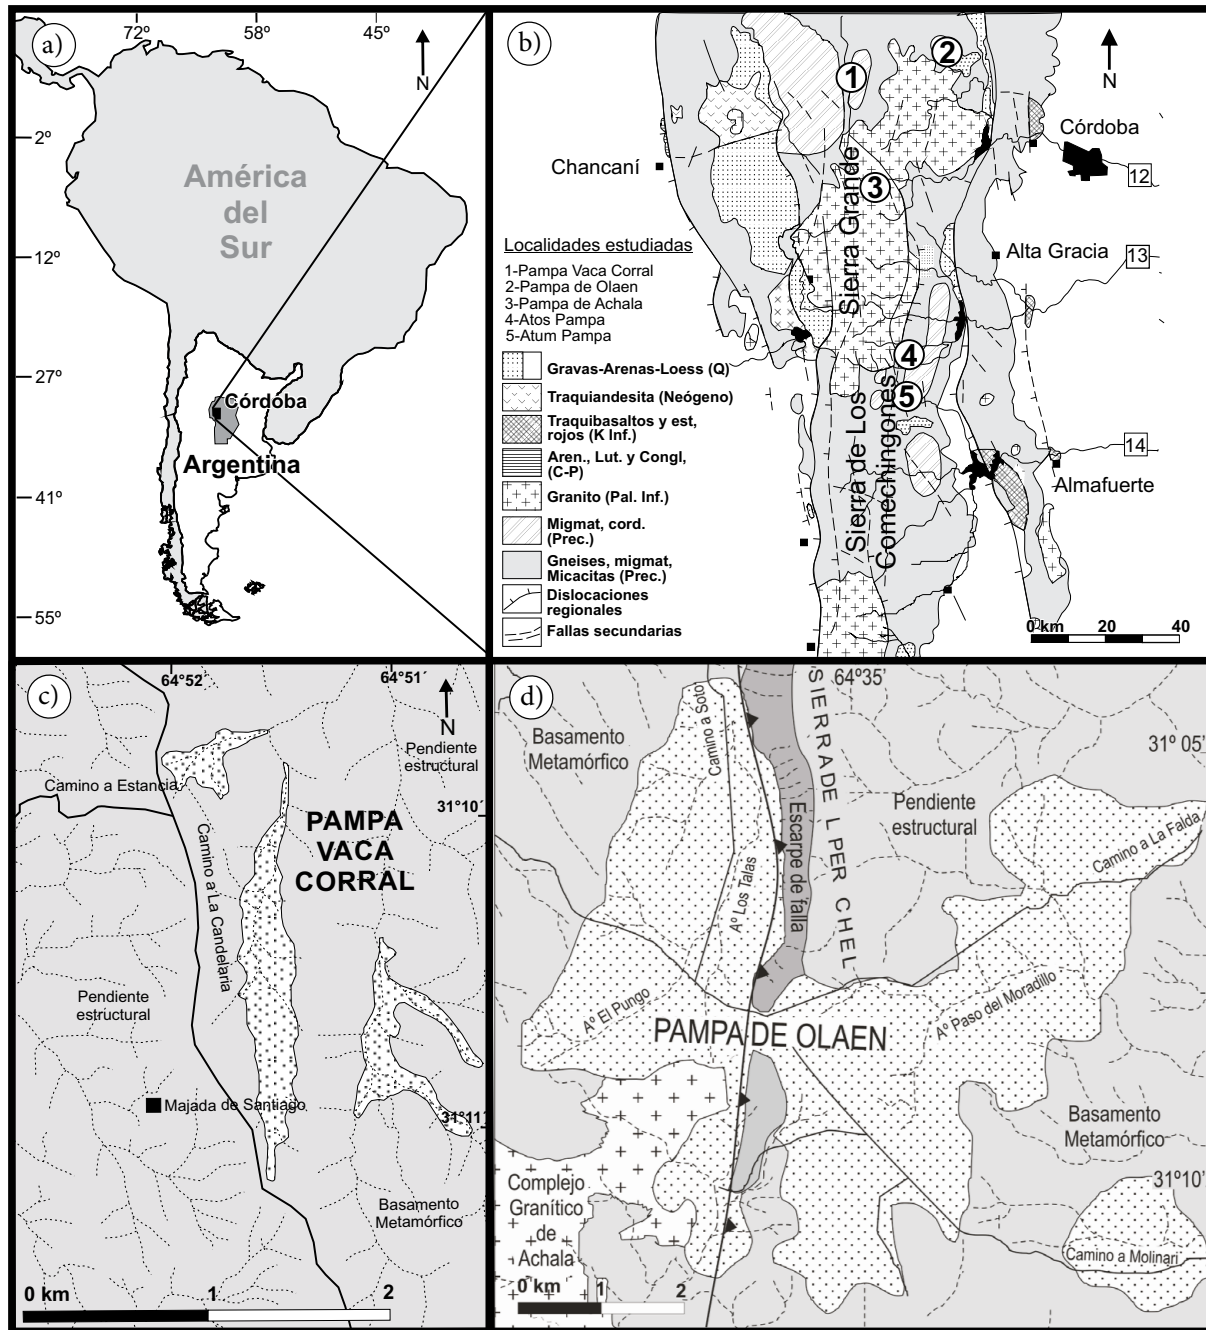 a)
72º
58º
45º
N
2º
12º
27º
41º
55º
América
del
Sur
Córdoba
Argentina
b)
1
2
3
4
5
N
Chancaní
Córdoba
12
Alta Gracia
13
14
Almafuerte
Sierra Grande
Sierra de Los
Comechingones
Localidades estudiadas
1-Pampa Vaca Corral
2-Pampa de Olaen
3-Pampa de Achala
4-Atos Pampa
5-Atum Pampa
Gravas-Arenas-Loess (Q)
Traquiandesita (Neógeno)
Traquibasaltos y est,
rojos (K Inf.)
Aren., Lut. y Congl,
(C-P)
Granito (Pal. Inf.)
Migmat, cord.
(Prec.)
Gneises, migmat,
Micacitas (Prec.)
Dislocaciones
regionales
Fallas secundarias
0 km 20 40
c)
64º52´
64º51´
N
Pendiente
estructural
Camino a Estancia
31°10´
PAMPA
VACA
CORRAL
Camino a La Candelaria
Pendiente
estructural
Majada de Santiago
31°11´
Basamento
Metamórfico
0 km 1 2
d)
64º35'
Basamento
Metamórfico
Camino a Soto
SIERRA DE L PER CHEL
31º 05'
Pendiente
estructural
Escarpe de falla
Aº Los Talas
Camino a La Falda
Aº El Pungo
Aº Paso del Moradillo
PAMPA DE OLAEN
Basamento
Metamórfico
31º10'
Complejo
Granítico
de
Achala
Camino a Molinari
0 km 1 2